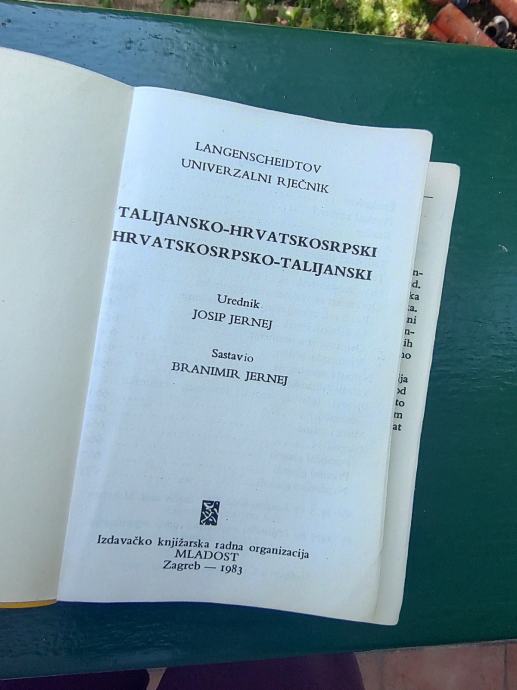 LANGENSCHEIDTOV
UNIVERZALNI RJEČNIK
TALIJANSKO-HRVATSKOSRPSKI
HRVATSKOSRPSKO-TALIJANSKI
Urednik
JOSIP JERNEJ
Sastavio
BRANIMIR JERNEJ
Izdavačko knjižarska radna organizacija
MLADOST
Zagreb — 1983